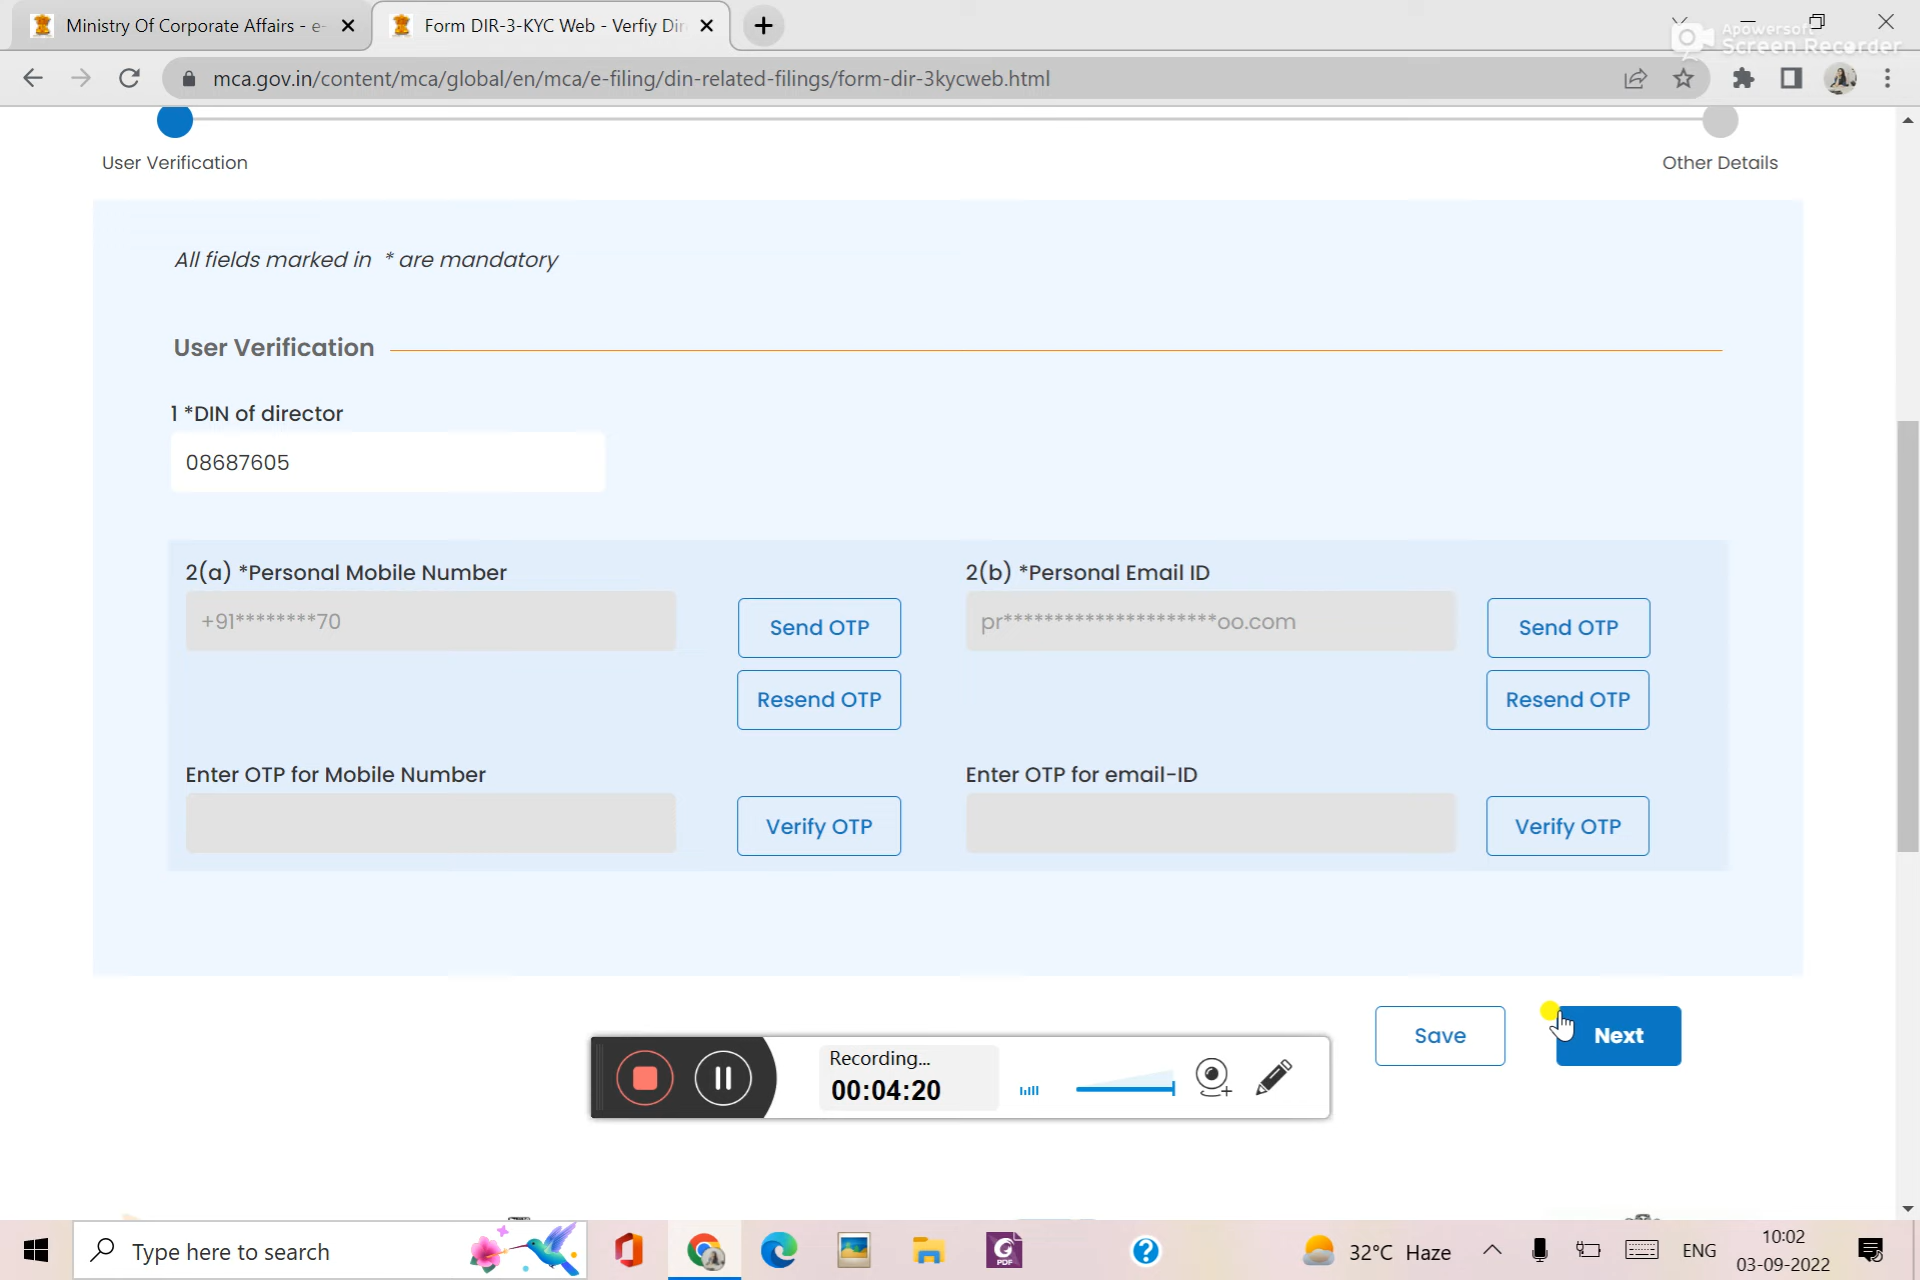 Ministry Of Corporate Affairs - e-
Form DIR-3-KYC Web - Verfiy Dir
Apowersoft
Screen Recorder
mca.gov.in/content/mca/global/en/mca/e-filing/din-related-filings/form-dir-3kycweb.html
User Verification
Other Details
All fields marked in * are mandatory
User Verification
1 *DIN of director
08687605
2(a) *Personal Mobile Number
2(b) *Personal Email ID
+91********70
Send OTP
pr*********************oo.com
Send OTP
Resend OTP
Resend OTP
Enter OTP for Mobile Number
Enter OTP for email-ID
Verify OTP
Verify OTP
Save
Next
Recording...
00:04:20
Type here to search
PDF
32°C Haze
ENG
10:02
03-09-2022